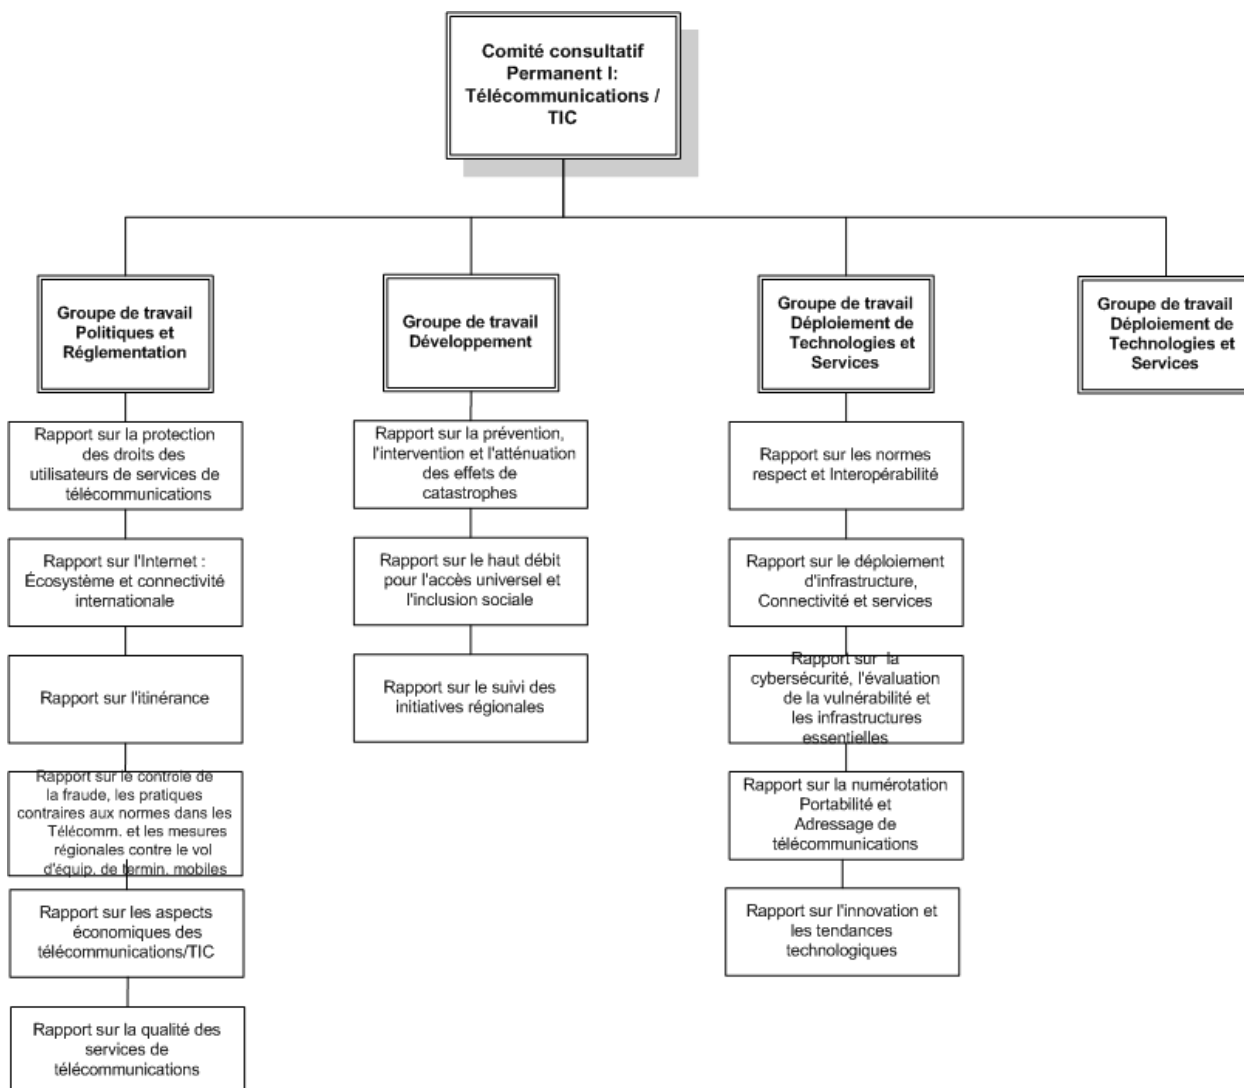 Comité consultatif
Permanent I:
Télécommunications /
TIC
Groupe de travail
Politiques et
Réglementation
Groupe de travail
Développement
Groupe de travail
Déploiement de
Technologies et
Services
Groupe de travail
Déploiement de
Technologies et
Services
Rapport sur la protection
des droits des
utilisateurs de services de
télécommunications
Rapport sur l'Internet :
Écosystème et connectivité
internationale
Rapport sur l'itinérance
Rapport sur le contrôle de
la fraude, les pratiques
contraires aux normes dans les
Télécomm. et les mesures
régionales contre le vol
d'équip. de termin. mobiles
Rapport sur les aspects
économiques des
télécommunications/TIC
Rapport sur la qualité des
services de
télécommunications
Rapport sur la prévention,
l'intervention et l'atténuation
des effets de
catastrophes
Rapport sur le haut débit
pour l'accès universel et
l'inclusion sociale
Rapport sur le suivi des
initiatives régionales
Rapport sur les normes
respect et Interopérabilité
Rapport sur le déploiement
d'infrastructure,
Connectivité et services
Rapport sur la
cybersécurité, l'évaluation
de la vulnérabilité et
les infrastructures
essentielles
Rapport sur la numérotation
Portabilité et
Adressage de
télécommunications
Rapport sur l'innovation et
les tendances
technologiques